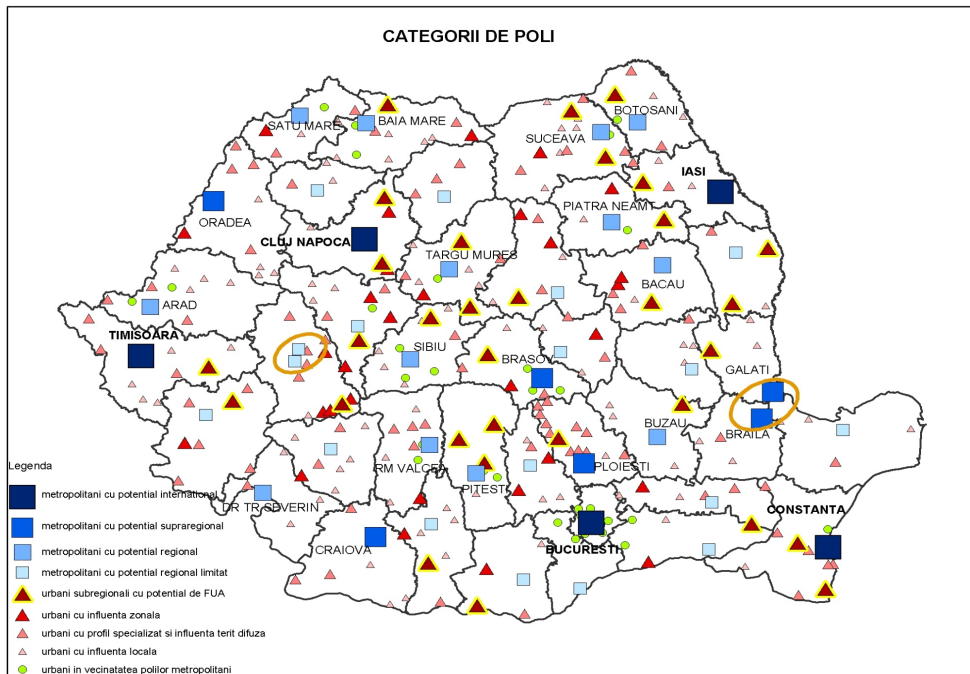 CATEGORII DE POLI
BOTOSANI
SATU MARE
BAIA MARE
SUCEAVA
IASI
ORADEA
PIATRA NEAMT
CLUJ NAPOCA
TARGU MURES
BACAU
ARAD
TIMISOARA
SIBIU
BRASOV
GALATI
BUZAU
BRAILA
RM VALCEA
PLOIESTI
PITESTI
DR TR SEVERIN
CONSTANTA
CRAIOVA
BUCURESTI
Legenda
metropolitani cu potential international
metropolitani cu potential supraregional
metropolitani cu potential regional
metropolitani cu potential regional limitat
urbani subregionali cu potential de FUA
urbani cu influenta zonala
urbani cu profil specializat si influenta terit difuza
urbani cu influenta locala
urbani in vecinatatea polilor metropolitani